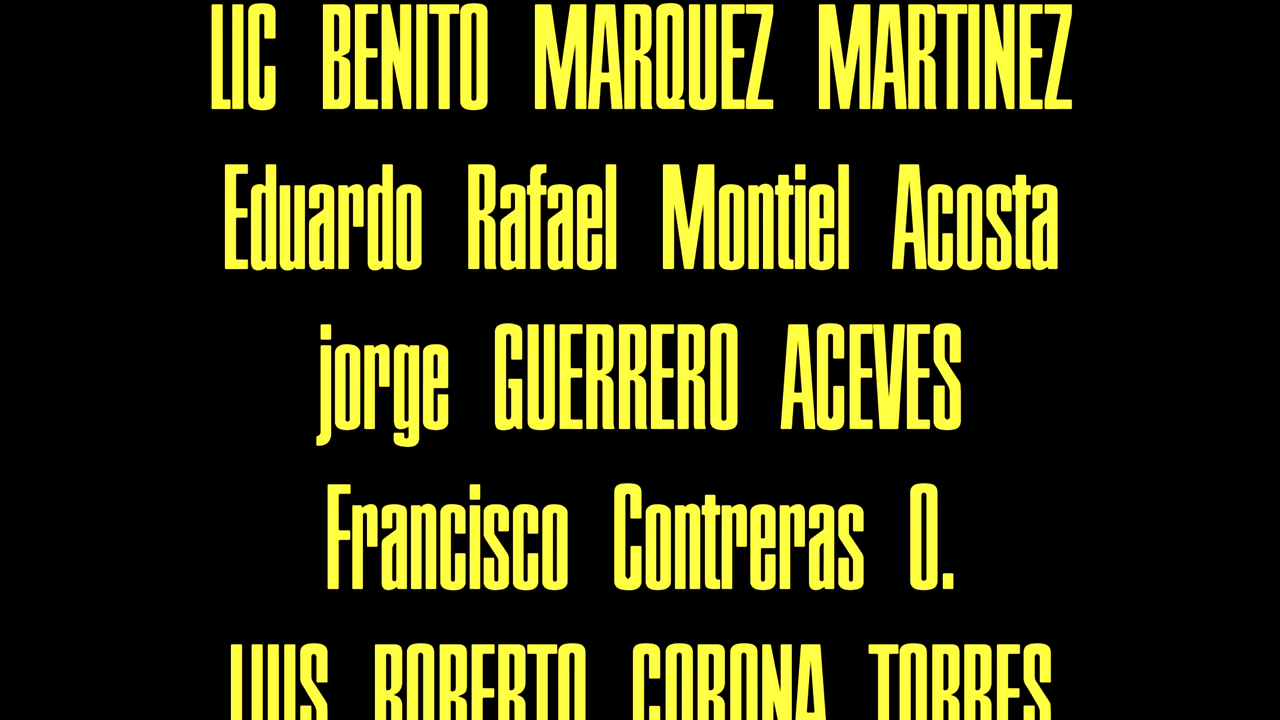 LIC BENITO MARQUEZ MARTINEZ
Eduardo Rafael Montiel Acosta
jorge GUERRERO ACEVES
Francisco Contreras O.
LUIS ROBERTO CORONA TORRES